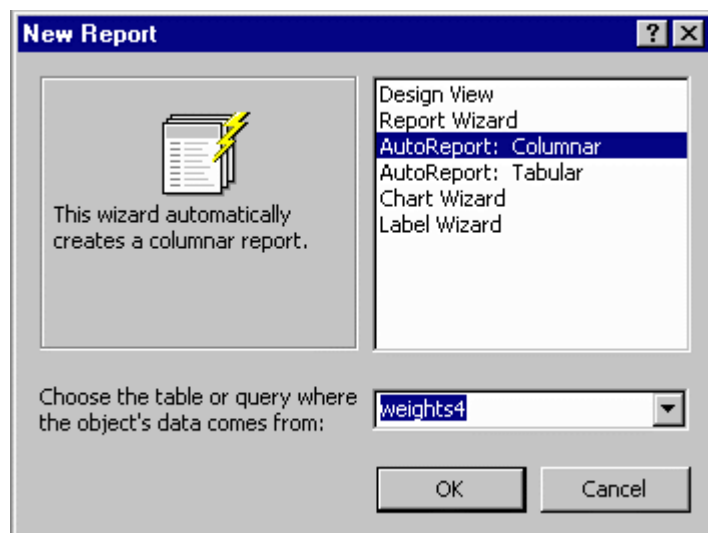 New Report
This wizard automatically
creates a columnar report.
Design View
Report Wizard
AutoReport: Columnar
AutoReport: Tabular
Chart Wizard
Label Wizard
Choose the table or query where
the object's data comes from:
weights4
OK
Cancel